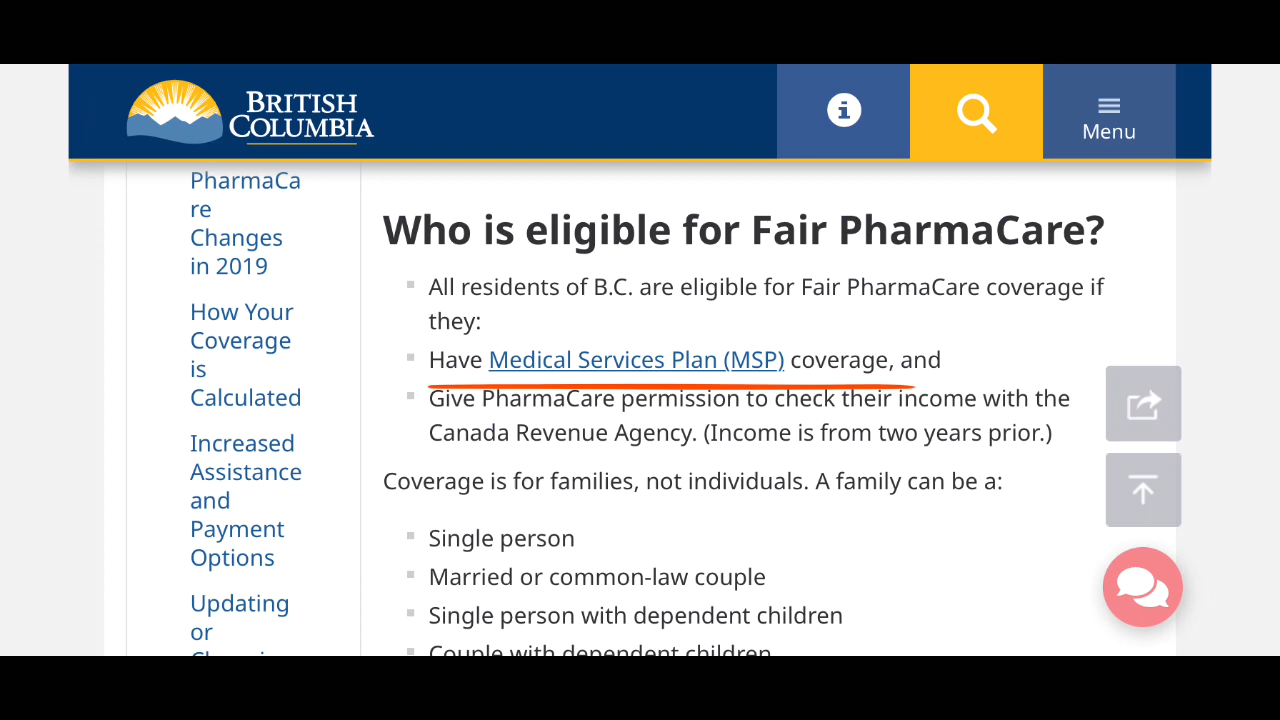 BRITISH
COLUMBIA
Menu
PharmaCa
re
Changes
in 2019
How Your
Coverage
is
Calculated
Increased
Assistance
and
Payment
Options
Updating
or
Who is eligible for Fair PharmaCare?
All residents of B.C. are eligible for Fair PharmaCare coverage if
they:
Have Medical Services Plan (MSP) coverage, and
Give PharmaCare permission to check their income with the
Canada Revenue Agency. (Income is from two years prior.)
Coverage is for families, not individuals. A family can be a:
Single person
Married or common-law couple
Single person with dependent children
Couple with dependent children